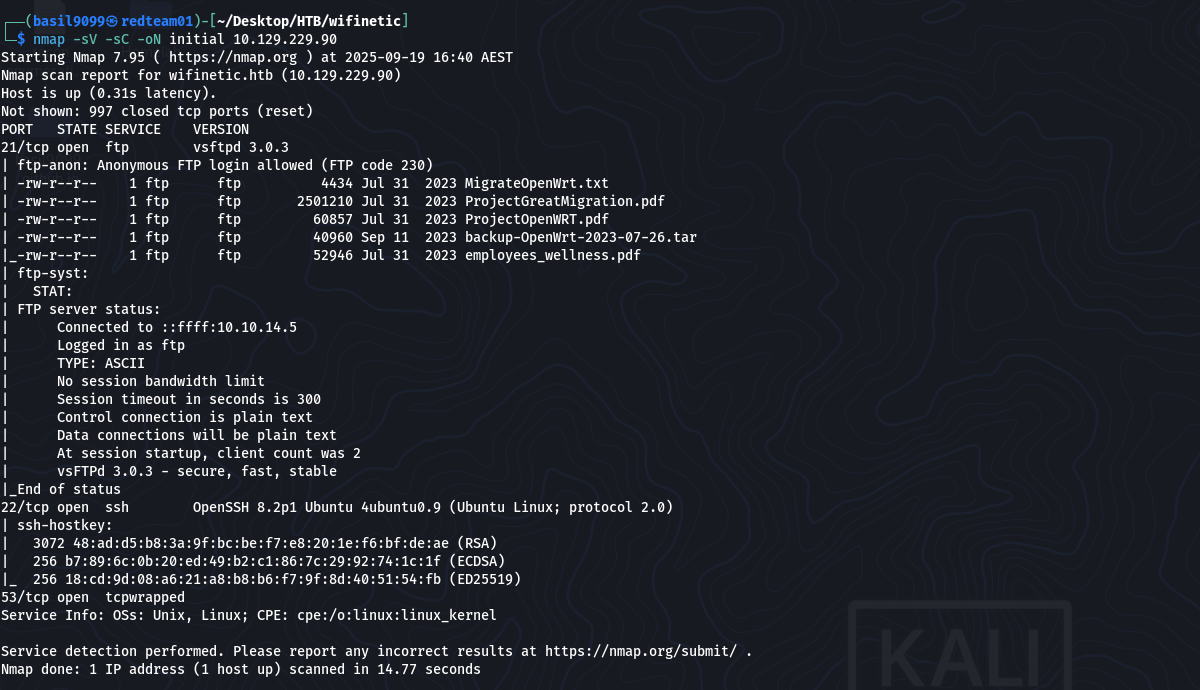 ┌──(basil9099㉿redteam01)-[~/Desktop/HTB/wifinetic]
└─$ nmap -sV -sC -oN initial 10.129.229.90
Starting Nmap 7.95 ( https://nmap.org ) at 2025-09-19 16:40 AEST
Nmap scan report for wifinetic.htb (10.129.229.90)
Host is up (0.31s latency).
Not shown: 997 closed tcp ports (reset)
PORT   STATE SERVICE    VERSION
21/tcp open  ftp        vsftpd 3.0.3
| ftp-anon: Anonymous FTP login allowed (FTP code 230)
| -rw-r--r--    1 ftp      ftp          4434 Jul 31  2023 MigrateOpenWrt.txt
| -rw-r--r--    1 ftp      ftp       2501210 Jul 31  2023 ProjectGreatMigration.pdf
| -rw-r--r--    1 ftp      ftp         60857 Jul 31  2023 ProjectOpenWRT.pdf
| -rw-r--r--    1 ftp      ftp         40960 Sep 11  2023 backup-OpenWrt-2023-07-26.tar
|_-rw-r--r--    1 ftp      ftp         52946 Jul 31  2023 employees_wellness.pdf
| ftp-syst:
|   STAT:
| FTP server status:
|      Connected to ::ffff:10.10.14.5
|      Logged in as ftp
|      TYPE: ASCII
|      No session bandwidth limit
|      Session timeout in seconds is 300
|      Control connection is plain text
|      Data connections will be plain text
|      At session startup, client count was 2
|      vsFTPd 3.0.3 - secure, fast, stable
|_End of status
22/tcp open  ssh        OpenSSH 8.2p1 Ubuntu 4ubuntu0.9 (Ubuntu Linux; protocol 2.0)
| ssh-hostkey:
|   3072 48:ad:d5:b8:3a:9f:bc:be:f7:e8:20:1e:f6:bf:de:ae (RSA)
|   256 b7:89:6c:0b:20:ed:49:b2:c1:86:7c:29:92:74:1c:1f (ECDSA)
|_  256 18:cd:9d:08:a6:21:a8:b8:b6:f7:9f:8d:40:51:54:fb (ED25519)
53/tcp open  tcpwrapped
Service Info: OSs: Unix, Linux; CPE: cpe:/o:linux:linux_kernel

Service detection performed. Please report any incorrect results at https://nmap.org/submit/ .
Nmap done: 1 IP address (1 host up) scanned in 14.77 seconds
KALI